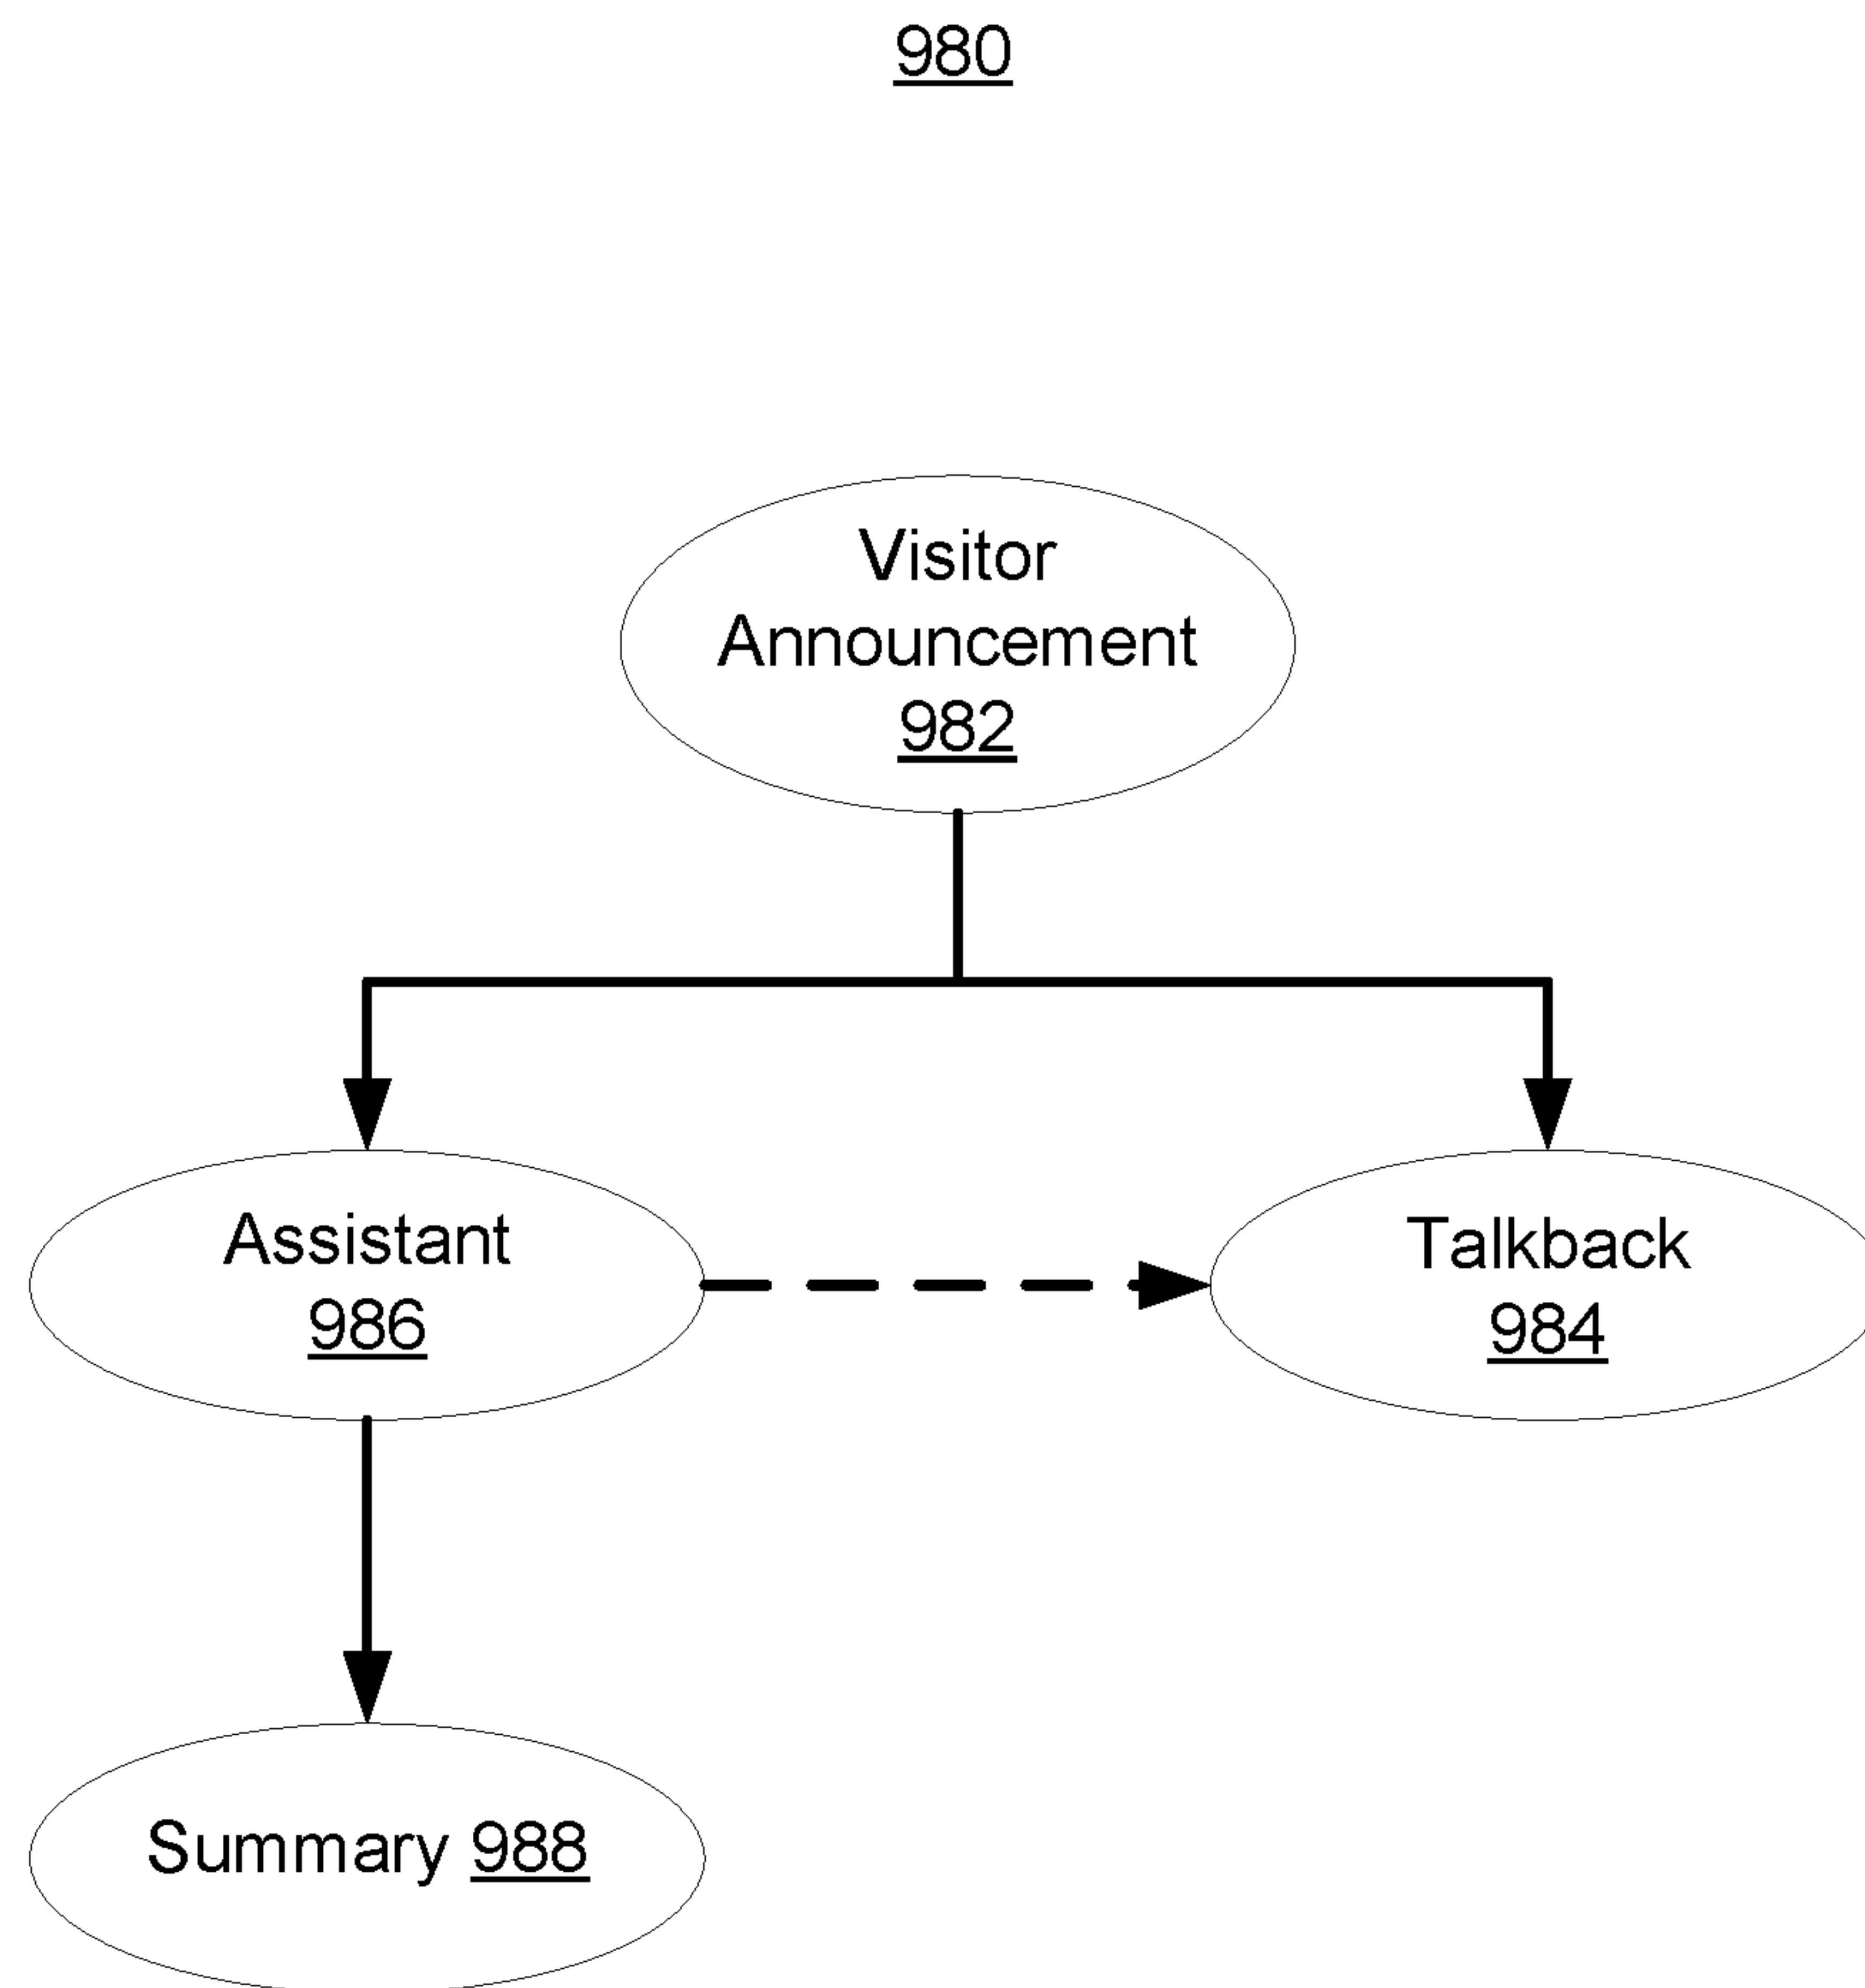 980
Visitor
Announcement
982
Assistant
986
Talkback
984
Summary 988